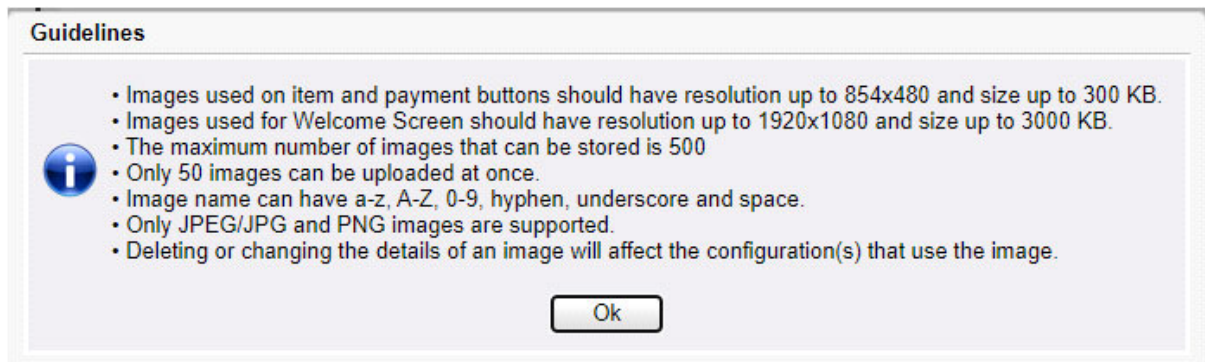 Guidelines
• Images used on item and payment buttons should have resolution up to 854x480 and size up to 300 KB.
• Images used for Welcome Screen should have resolution up to 1920x1080 and size up to 3000 KB.
• The maximum number of images that can be stored is 500
• Only 50 images can be uploaded at once.
• Image name can have a-z, A-Z, 0-9, hyphen, underscore and space.
• Only JPEG/JPG and PNG images are supported.
• Deleting or changing the details of an image will affect the configuration(s) that use the image.
Ok